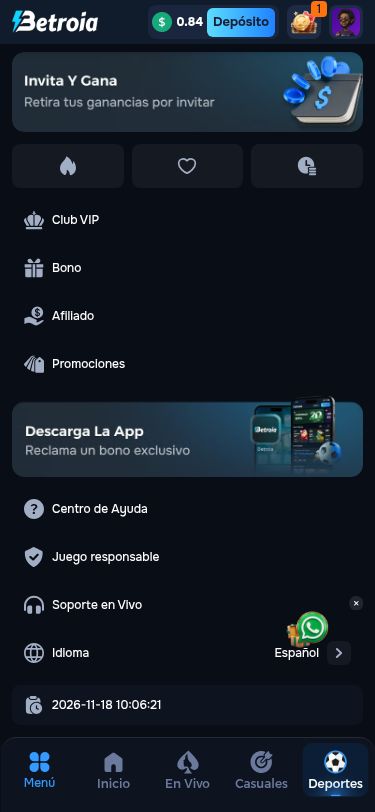 Betroia
$ 0.84 Depósito
1
Invita Y Gana
Retira tus ganancias por invitar
$
Club VIP
Bono
Afiliado
Promociones
Descarga La App
Reclama un bono exclusivo
Betroia
Betroia
Centro de Ayuda
Juego responsable
Soporte en Vivo
Idioma
Español
2026-11-18 10:06:21
Menú
Inicio
En Vivo
Casuales
Deportes